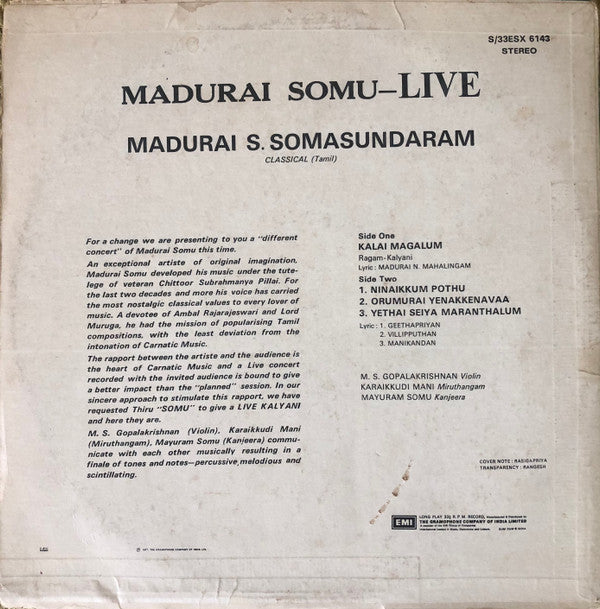 S/33ESX 6143
STEREO
MADURAI SOMU–LIVE
MADURAI S. SOMASUNDARAM
CLASSICAL (Tamil)
For a change we are presenting to you a "different
concert" of Madurai Somu this time.
An exceptional artiste of original imagination,
Madurai Somu developed his music under the tute-
lege of veteran Chittoor Subrahmanya Pillai. For
the last two decades and more his voice has carried
the most nostalgic classical values to every lover of
music. A devotee of Ambal Rajarajeswari and Lord
Muruga, he had the mission of popularising Tamil
compositions, with the least deviation from the
intonation of Carnatic Music.
The rapport between the artiste and the audience is
the heart of Carnatic Music and a Live concert
recorded with the invited audience is bound to give
a better impact than the "planned" session. In our
sincere approach to stimulate this rapport, we have
requested Thiru "SOMU" to give a LIVE KALYANI
and here they are.
M. S. Gopalakrishnan (Violin), Karaikkudi Mani
(Miruthangam), Mayuram Somu (Kanjeera) commu-
nicate with each other musically resulting in a
finale of tones and notes—percussive, melodious and
scintillating.
Side One
KALAI MAGALUM
Ragam-Kalyani
Lyric : MADURAI N. MAHALINGAM
Side Two
1. NINAIKKUM POTHU
2. ORUMURAI YENAKKENAVAA
3. YETHAI SEIYA MARANTHALUM
Lyric : 1. GEETHAPRIYAN
2. VILLIPPUTHAN
3. MANIKANDAN
M. S. GOPALAKRISHNAN Violin
KARAIKKUDI MANI Miruthangam
MAYURAM SOMU Kanjeera
COVER NOTE : RASIGAPRIYA
TRANSPARENCY : RANGESH
EMI
LONG PLAY 33⅓ R.P.M. RECORD,
THE GRAMOPHONE COMPANY OF INDIA LIMITED